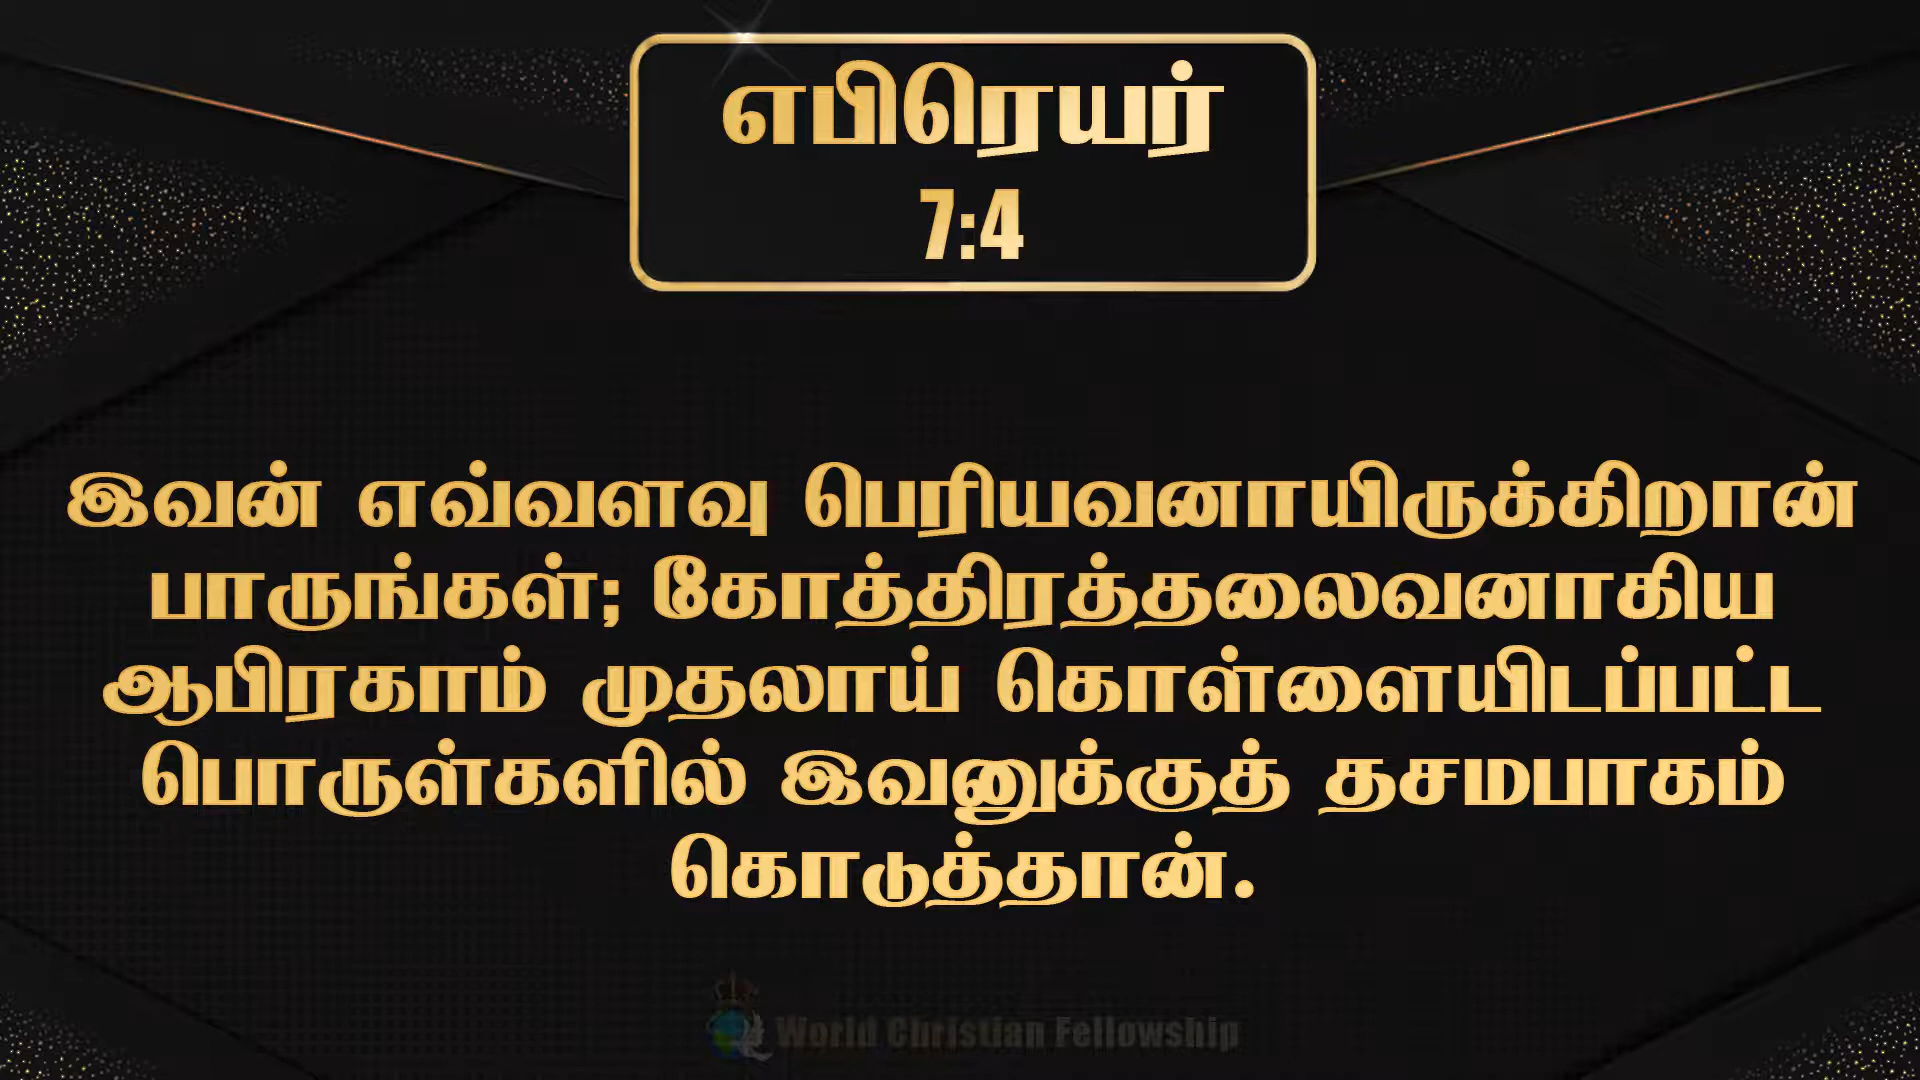 எபிரெயர்
7:4
இவன் எவ்வளவு பெரியவனாயிருக்கிறான்
பாருங்கள்; கோத்திரத்தலைவனாகிய
ஆபிரகாம் முதலாய் கொள்ளையிடப்பட்ட
பொருள்களில் இவனுக்குத் தசமபாகம்
கொடுத்தான்.
World Christian Fellowship